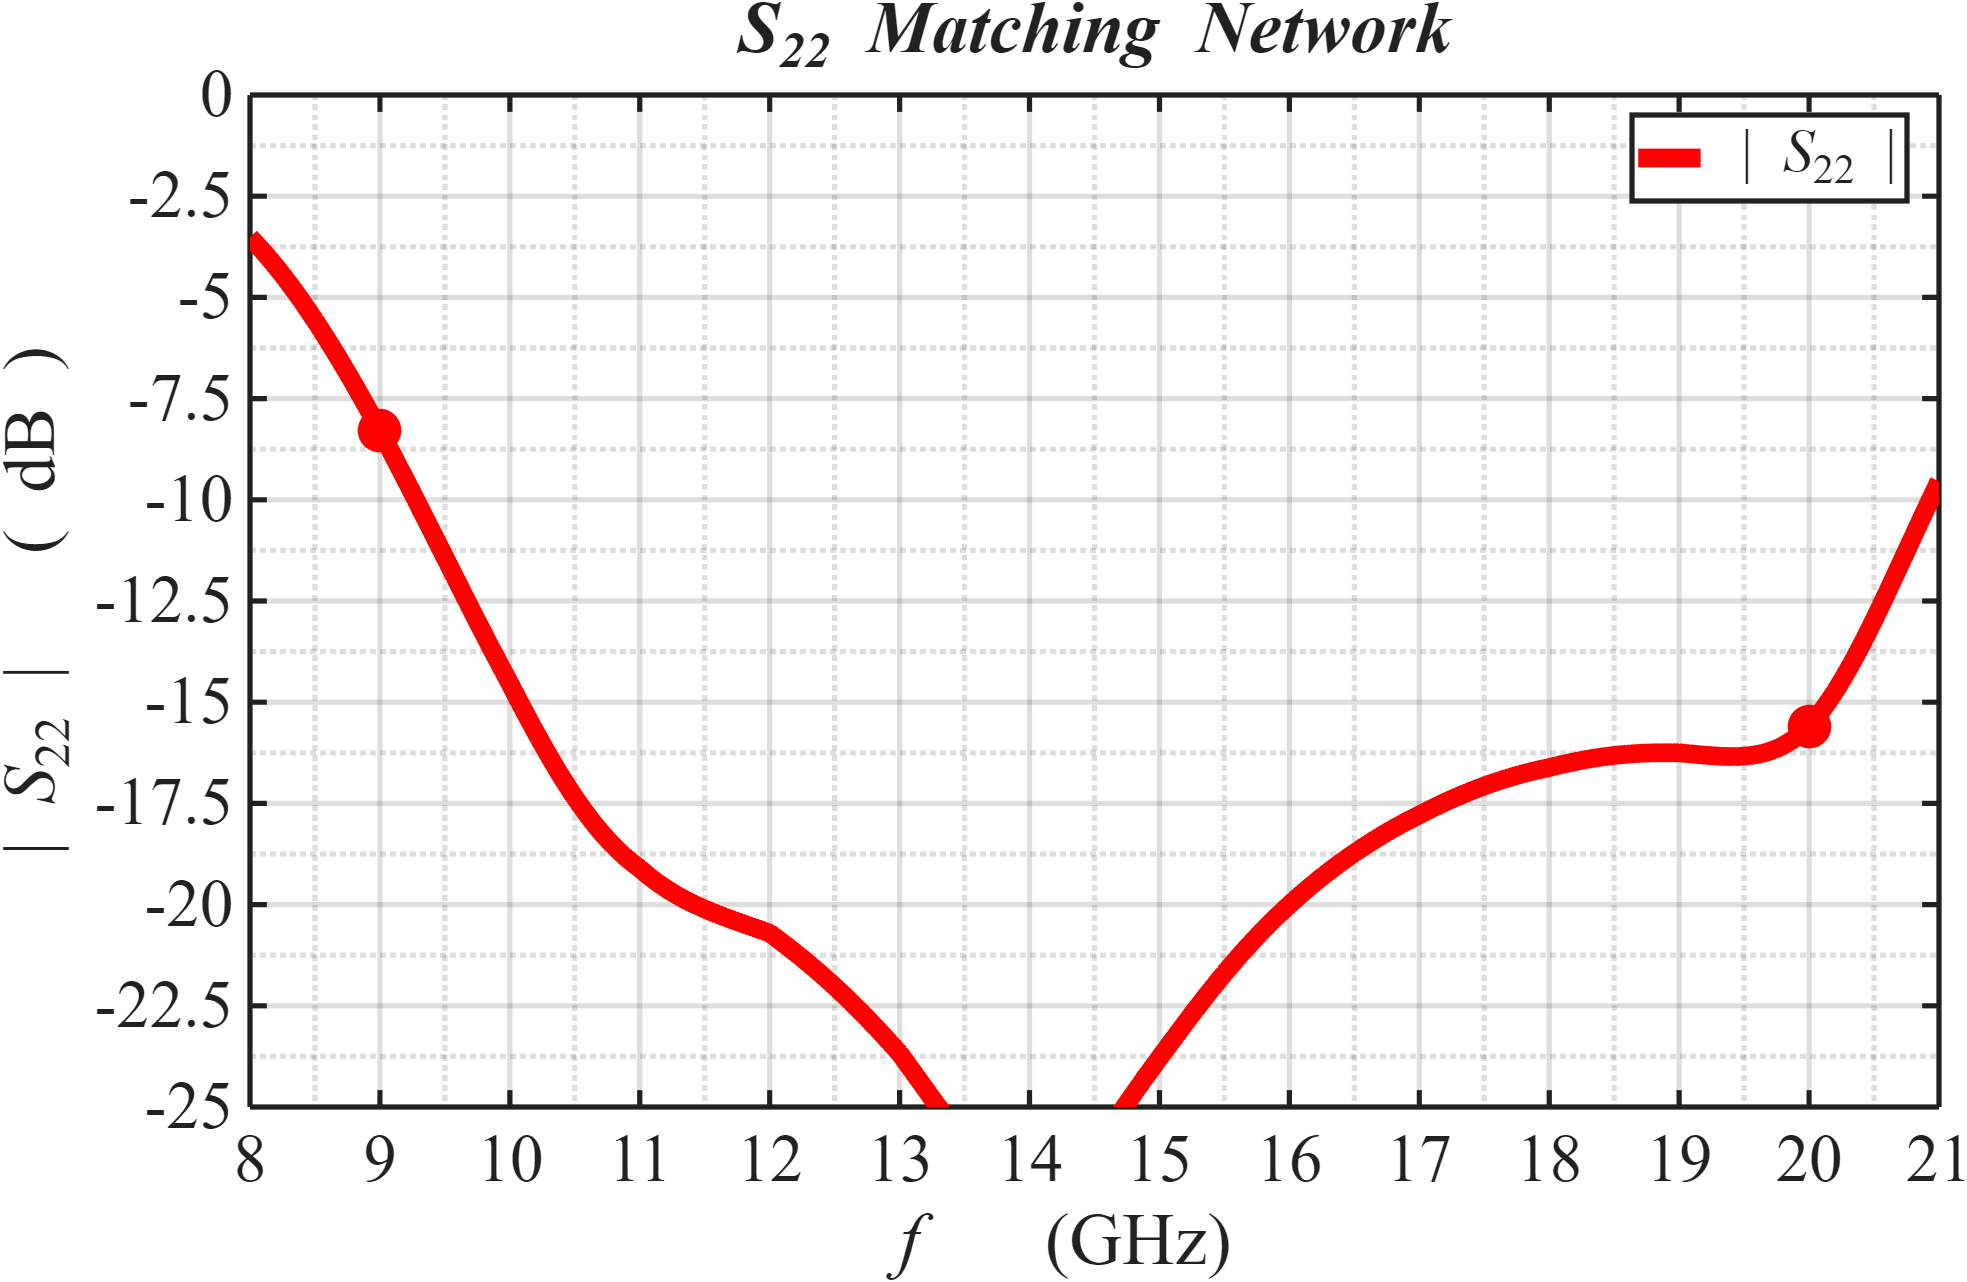 S22 Matching Network
| S22 |
0
-2.5
-5
-7.5
-10
-12.5
-15
-17.5
-20
-22.5
-25
| S22 | ( dB )
8 9 10 11 12 13 14 15 16 17 18 19 20 21
f (GHz)